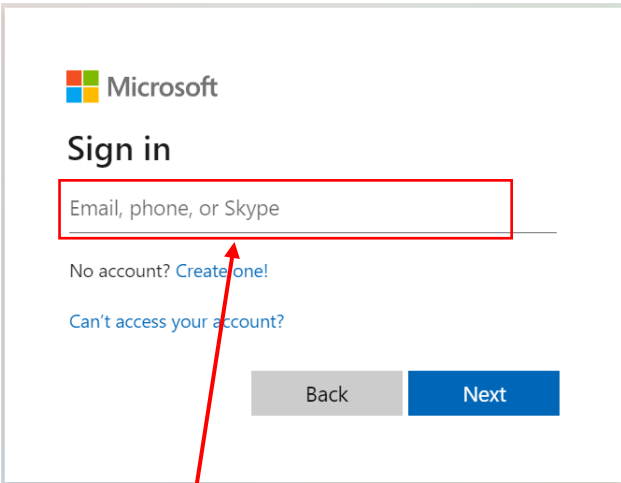 Microsoft
Sign in
Email, phone, or Skype
No account? Create one!
Can't access your account?
Back Next